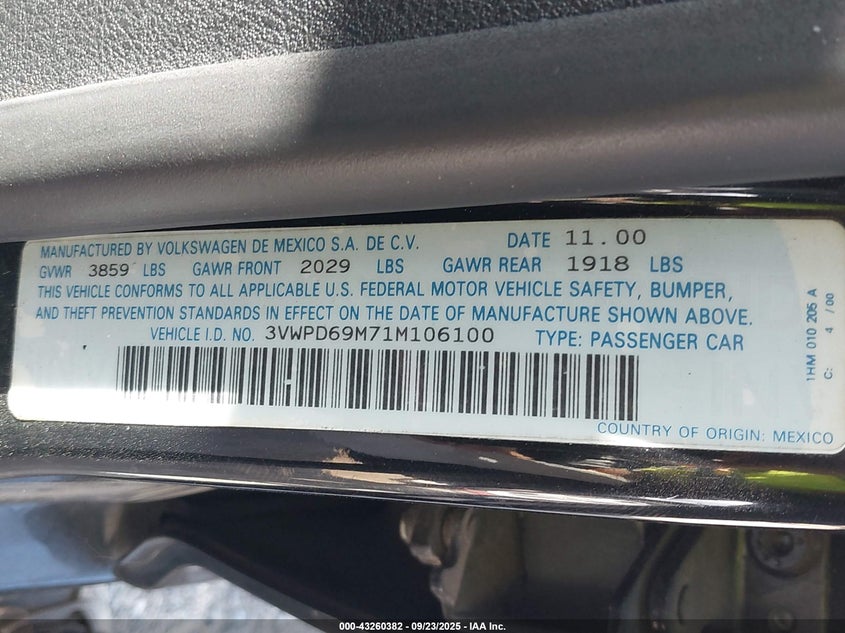 MANUFACTURED BY VOLKSWAGEN DE MEXICO S.A. DE C.V. DATE 11.00
GVWR 3859 LBS GAWR FRONT 2029 LBS GAWR REAR 1918 LBS
THIS VEHICLE CONFORMS TO ALL APPLICABLE U.S. FEDERAL MOTOR VEHICLE SAFETY, BUMPER,
AND THEFT PREVENTION STANDARDS IN EFFECT ON THE DATE OF MANUFACTURE SHOWN ABOVE.
VEHICLE I.D. NO. 3VWPD69M71M106100 TYPE: PASSENGER CAR
COUNTRY OF ORIGIN: MEXICO
1HM 010 205 A
C: 4 / 00
000-43260382 - 09/23/2025 - IAA Inc.